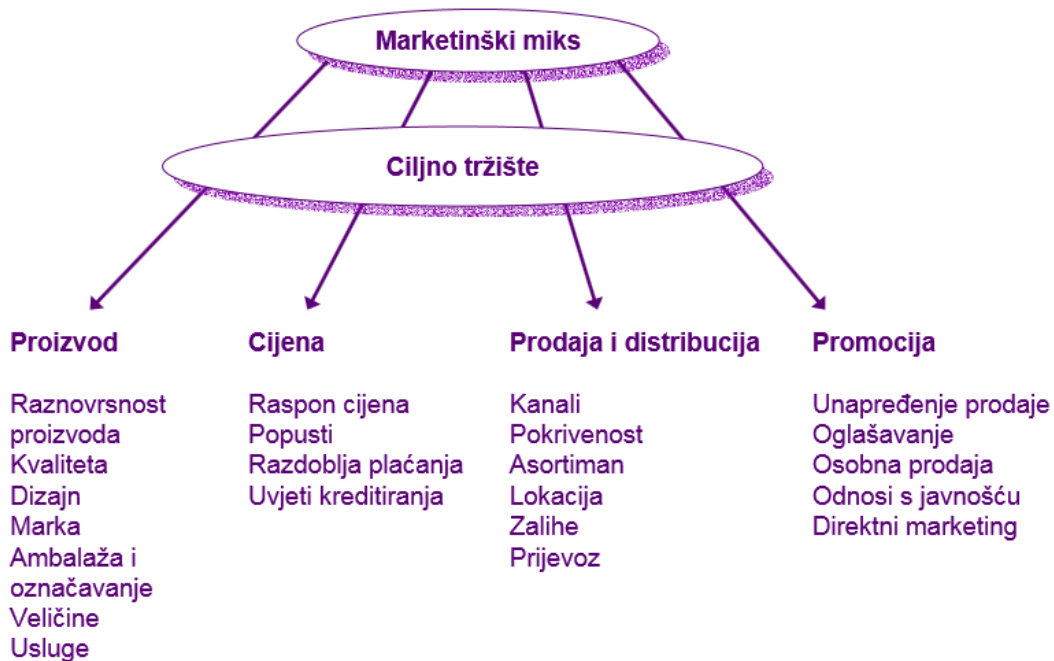 Marketinški miks
Ciljno tržište
Proizvod
Raznovrsnost
proizvoda
Kvaliteta
Dizajn
Marka
Ambalaža i
označavanje
Veličine
Usluge
Cijena
Raspon cijena
Popusti
Razdoblja plaćanja
Uvjeti kreditiranja
Prodaja i distribucija
Kanali
Pokrivenost
Asortiman
Lokacija
Zalihe
Prijevoz
Promocija
Unapređenje prodaje
Oglašavanje
Osobna prodaja
Odnosi s javnošću
Direktni marketing